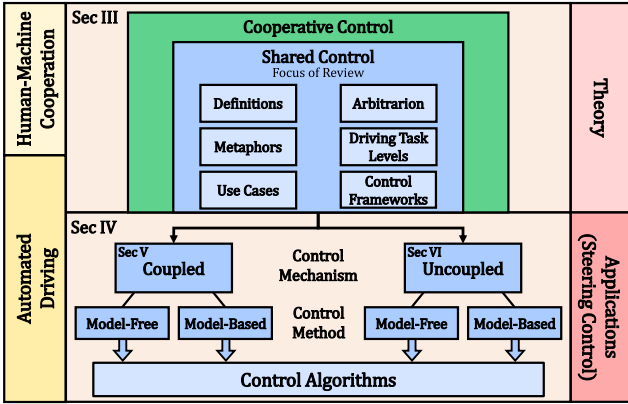 Sec III
Cooperative Control
Shared Control
Focus of Review
Definitions
Arbitrarion
Metaphors
Driving Task
Levels
Use Cases
Control
Frameworks
Human-Machine
Cooperation
Theory
Sec IV
Automated
Driving
Applications
(Steering Control)
Sec V
Coupled
Control
Mechanism
Sec VI
Uncoupled
Model-Free
Model-Based
Control
Method
Model-Free
Model-Based
Control Algorithms